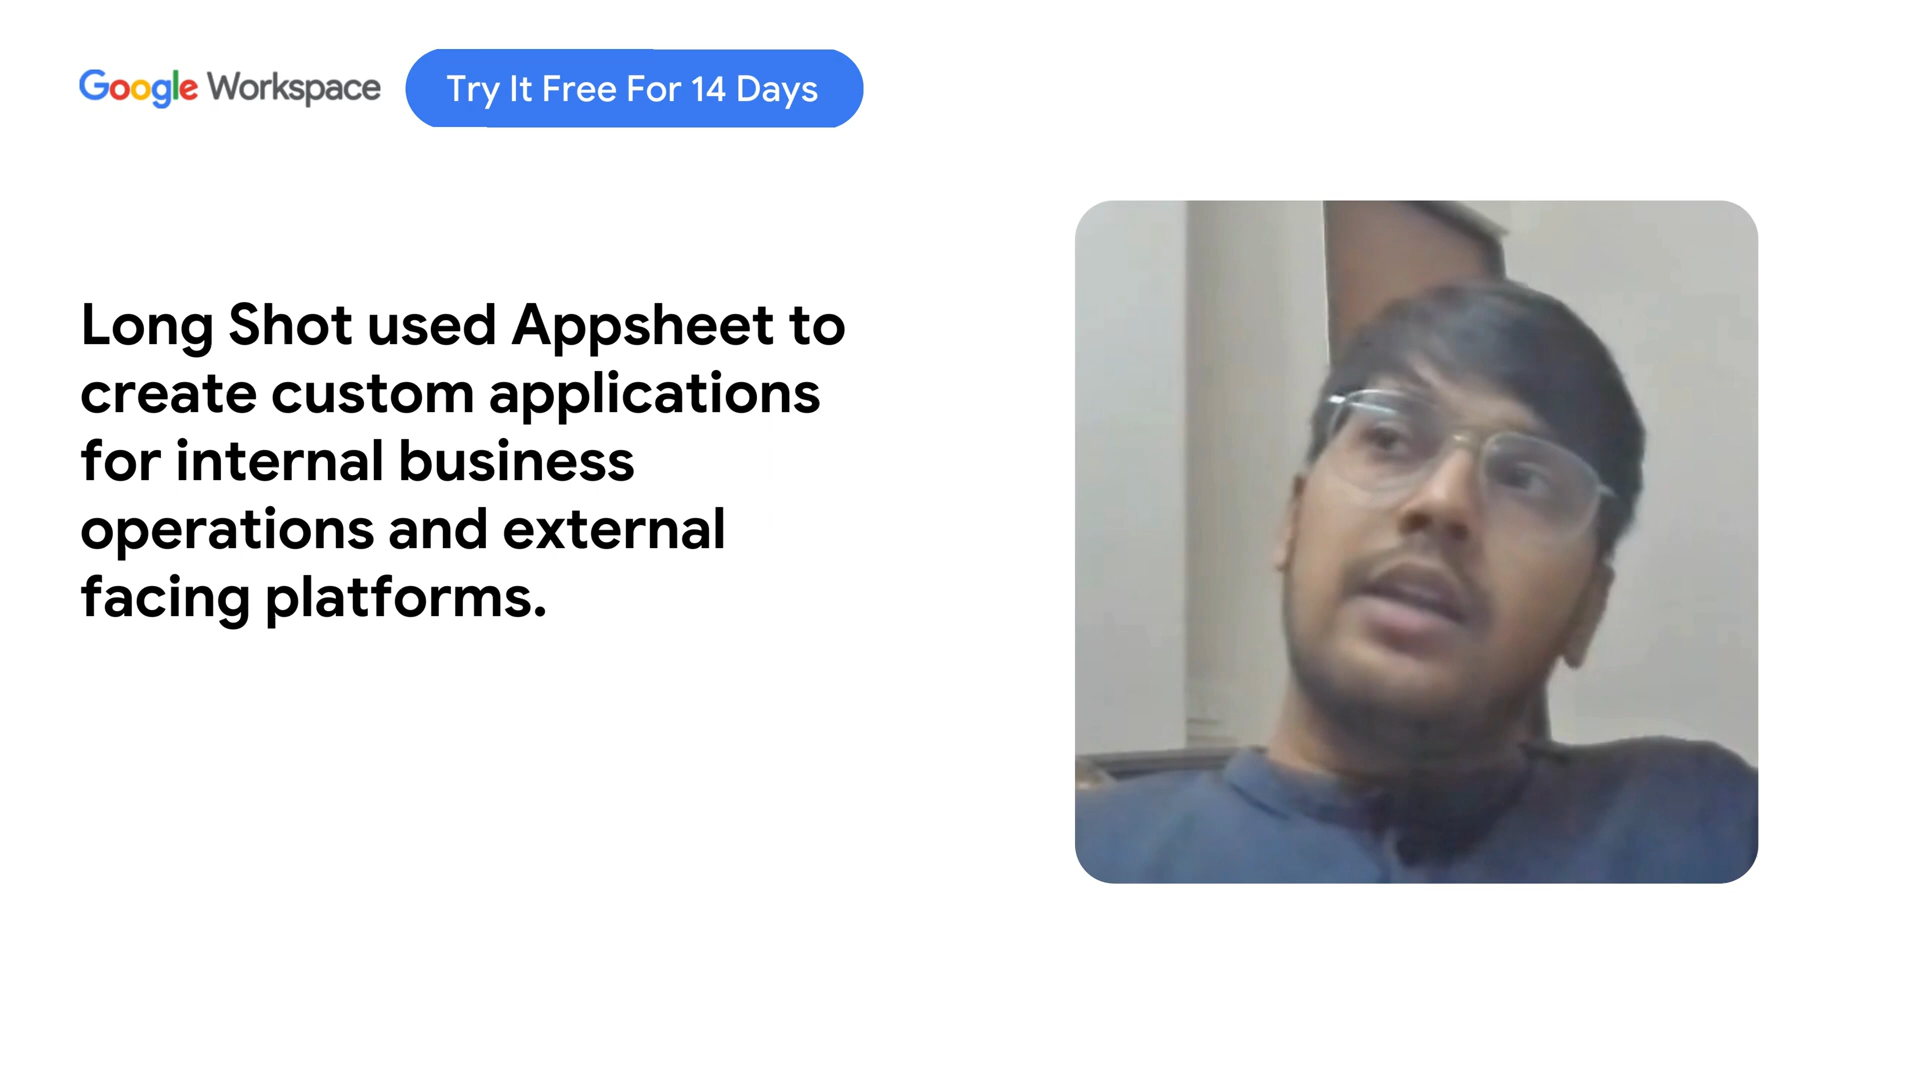 Google Workspace
Try It Free For 14 Days
Long Shot used Appsheet to
create custom applications
for internal business
operations and external
facing platforms.